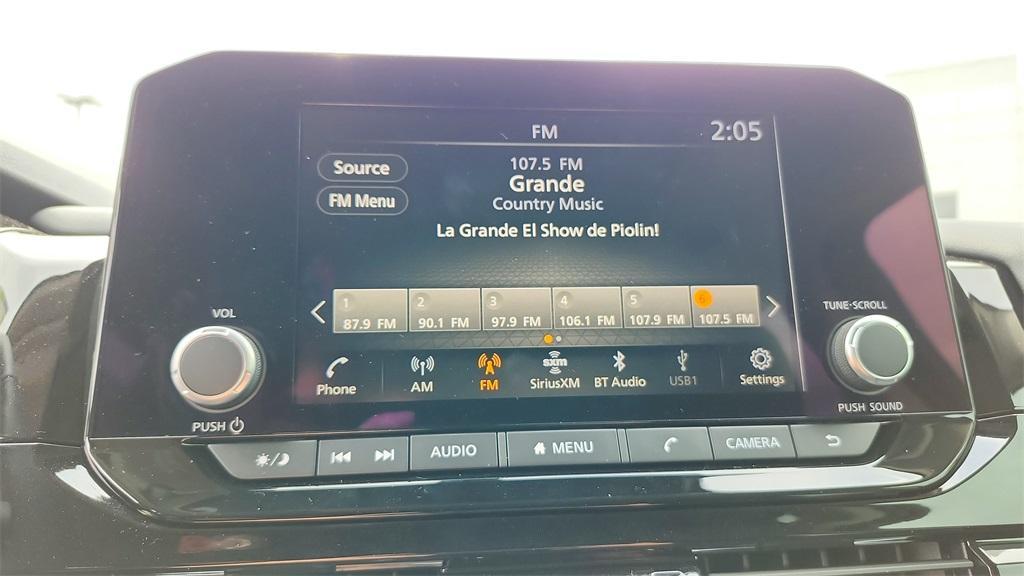 FM
2:05
Source
FM Menu
107.5 FM
Grande
Country Music
La Grande El Show de Piolin!
1 2 3 4 5 6
87.9 FM 90.1 FM 97.9 FM 106.1 FM 107.9 FM 107.5 FM
Phone AM FM sxm SiriusXM BT Audio USB1 Settings
VOL
PUSH
TUNE·SCROLL
PUSH SOUND
AUDIO MENU CAMERA